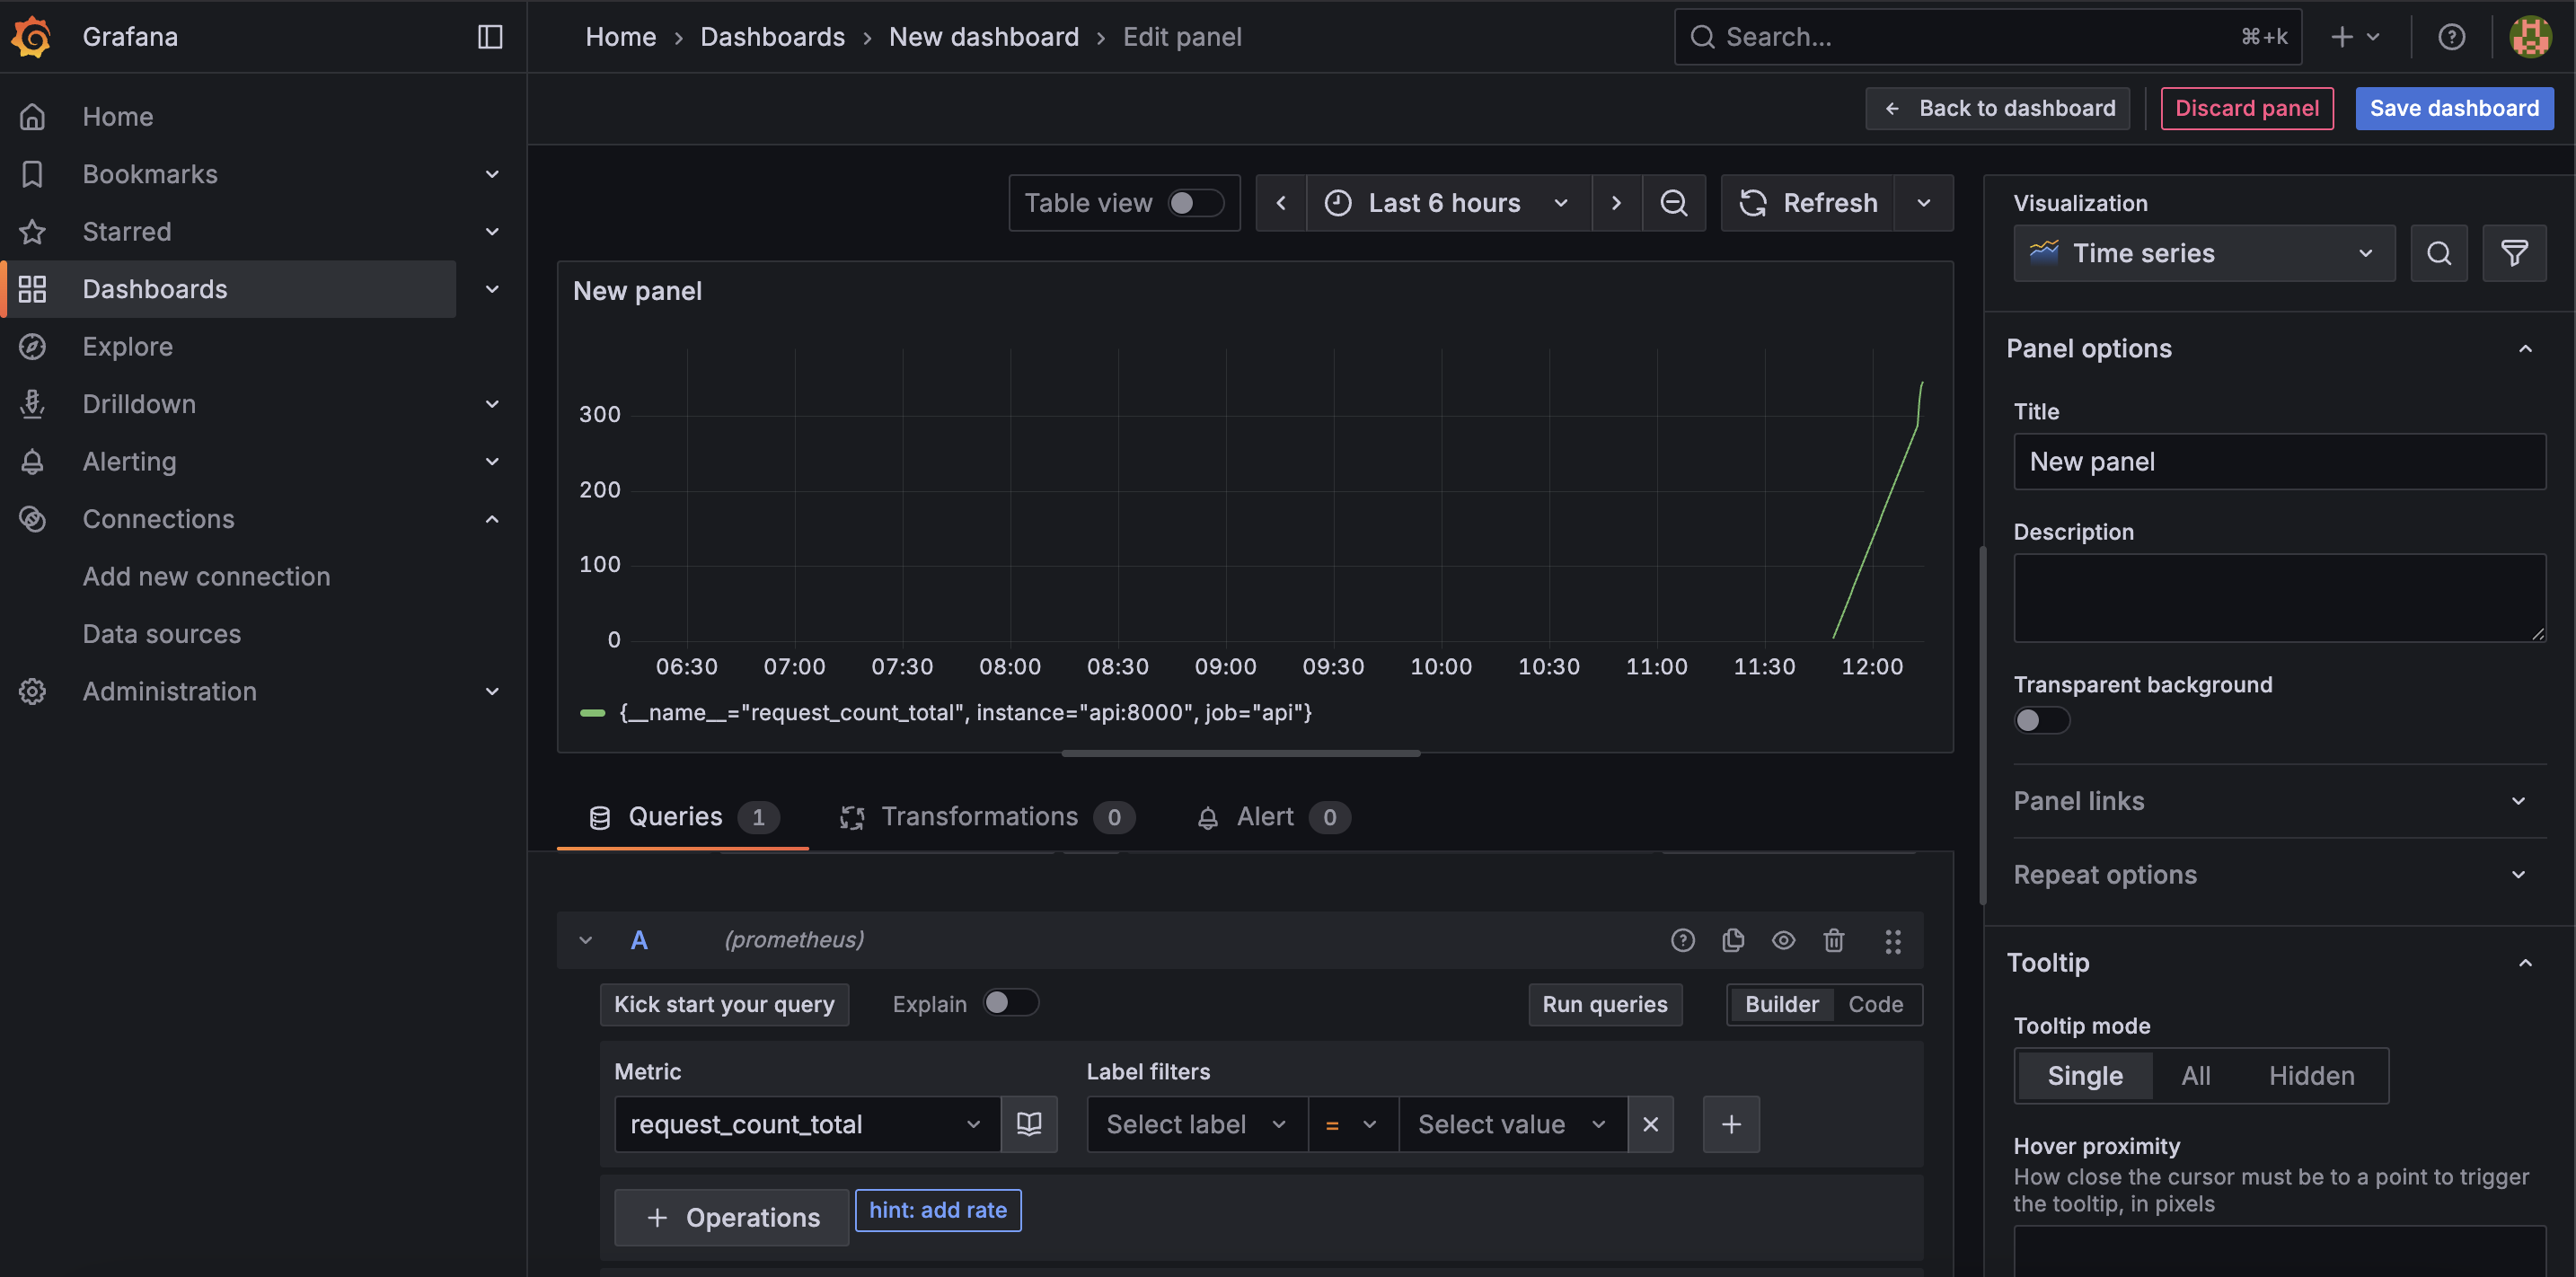 Grafana
Home
Bookmarks
Starred
Dashboards
Explore
Drilldown
Alerting
Connections
Add new connection
Data sources
Administration
Home › Dashboards › New dashboard › Edit panel
Search... ⌘+k
Back to dashboard
Discard panel
Save dashboard
Table view
Last 6 hours
Refresh
New panel
300
200
100
0
06:30 07:00 07:30 08:00 08:30 09:00 09:30 10:00 10:30 11:00 11:30 12:00
{__name__="request_count_total", instance="api:8000", job="api"}
Queries 1
Transformations 0
Alert 0
A (prometheus)
Kick start your query
Explain
Run queries
Builder Code
Metric
Label filters
request_count_total
Select label = Select value
+ Operations
hint: add rate
Visualization
Time series
Panel options
Title
New panel
Description
Transparent background
Panel links
Repeat options
Tooltip
Tooltip mode
Single All Hidden
Hover proximity
How close the cursor must be to a point to trigger
the tooltip, in pixels